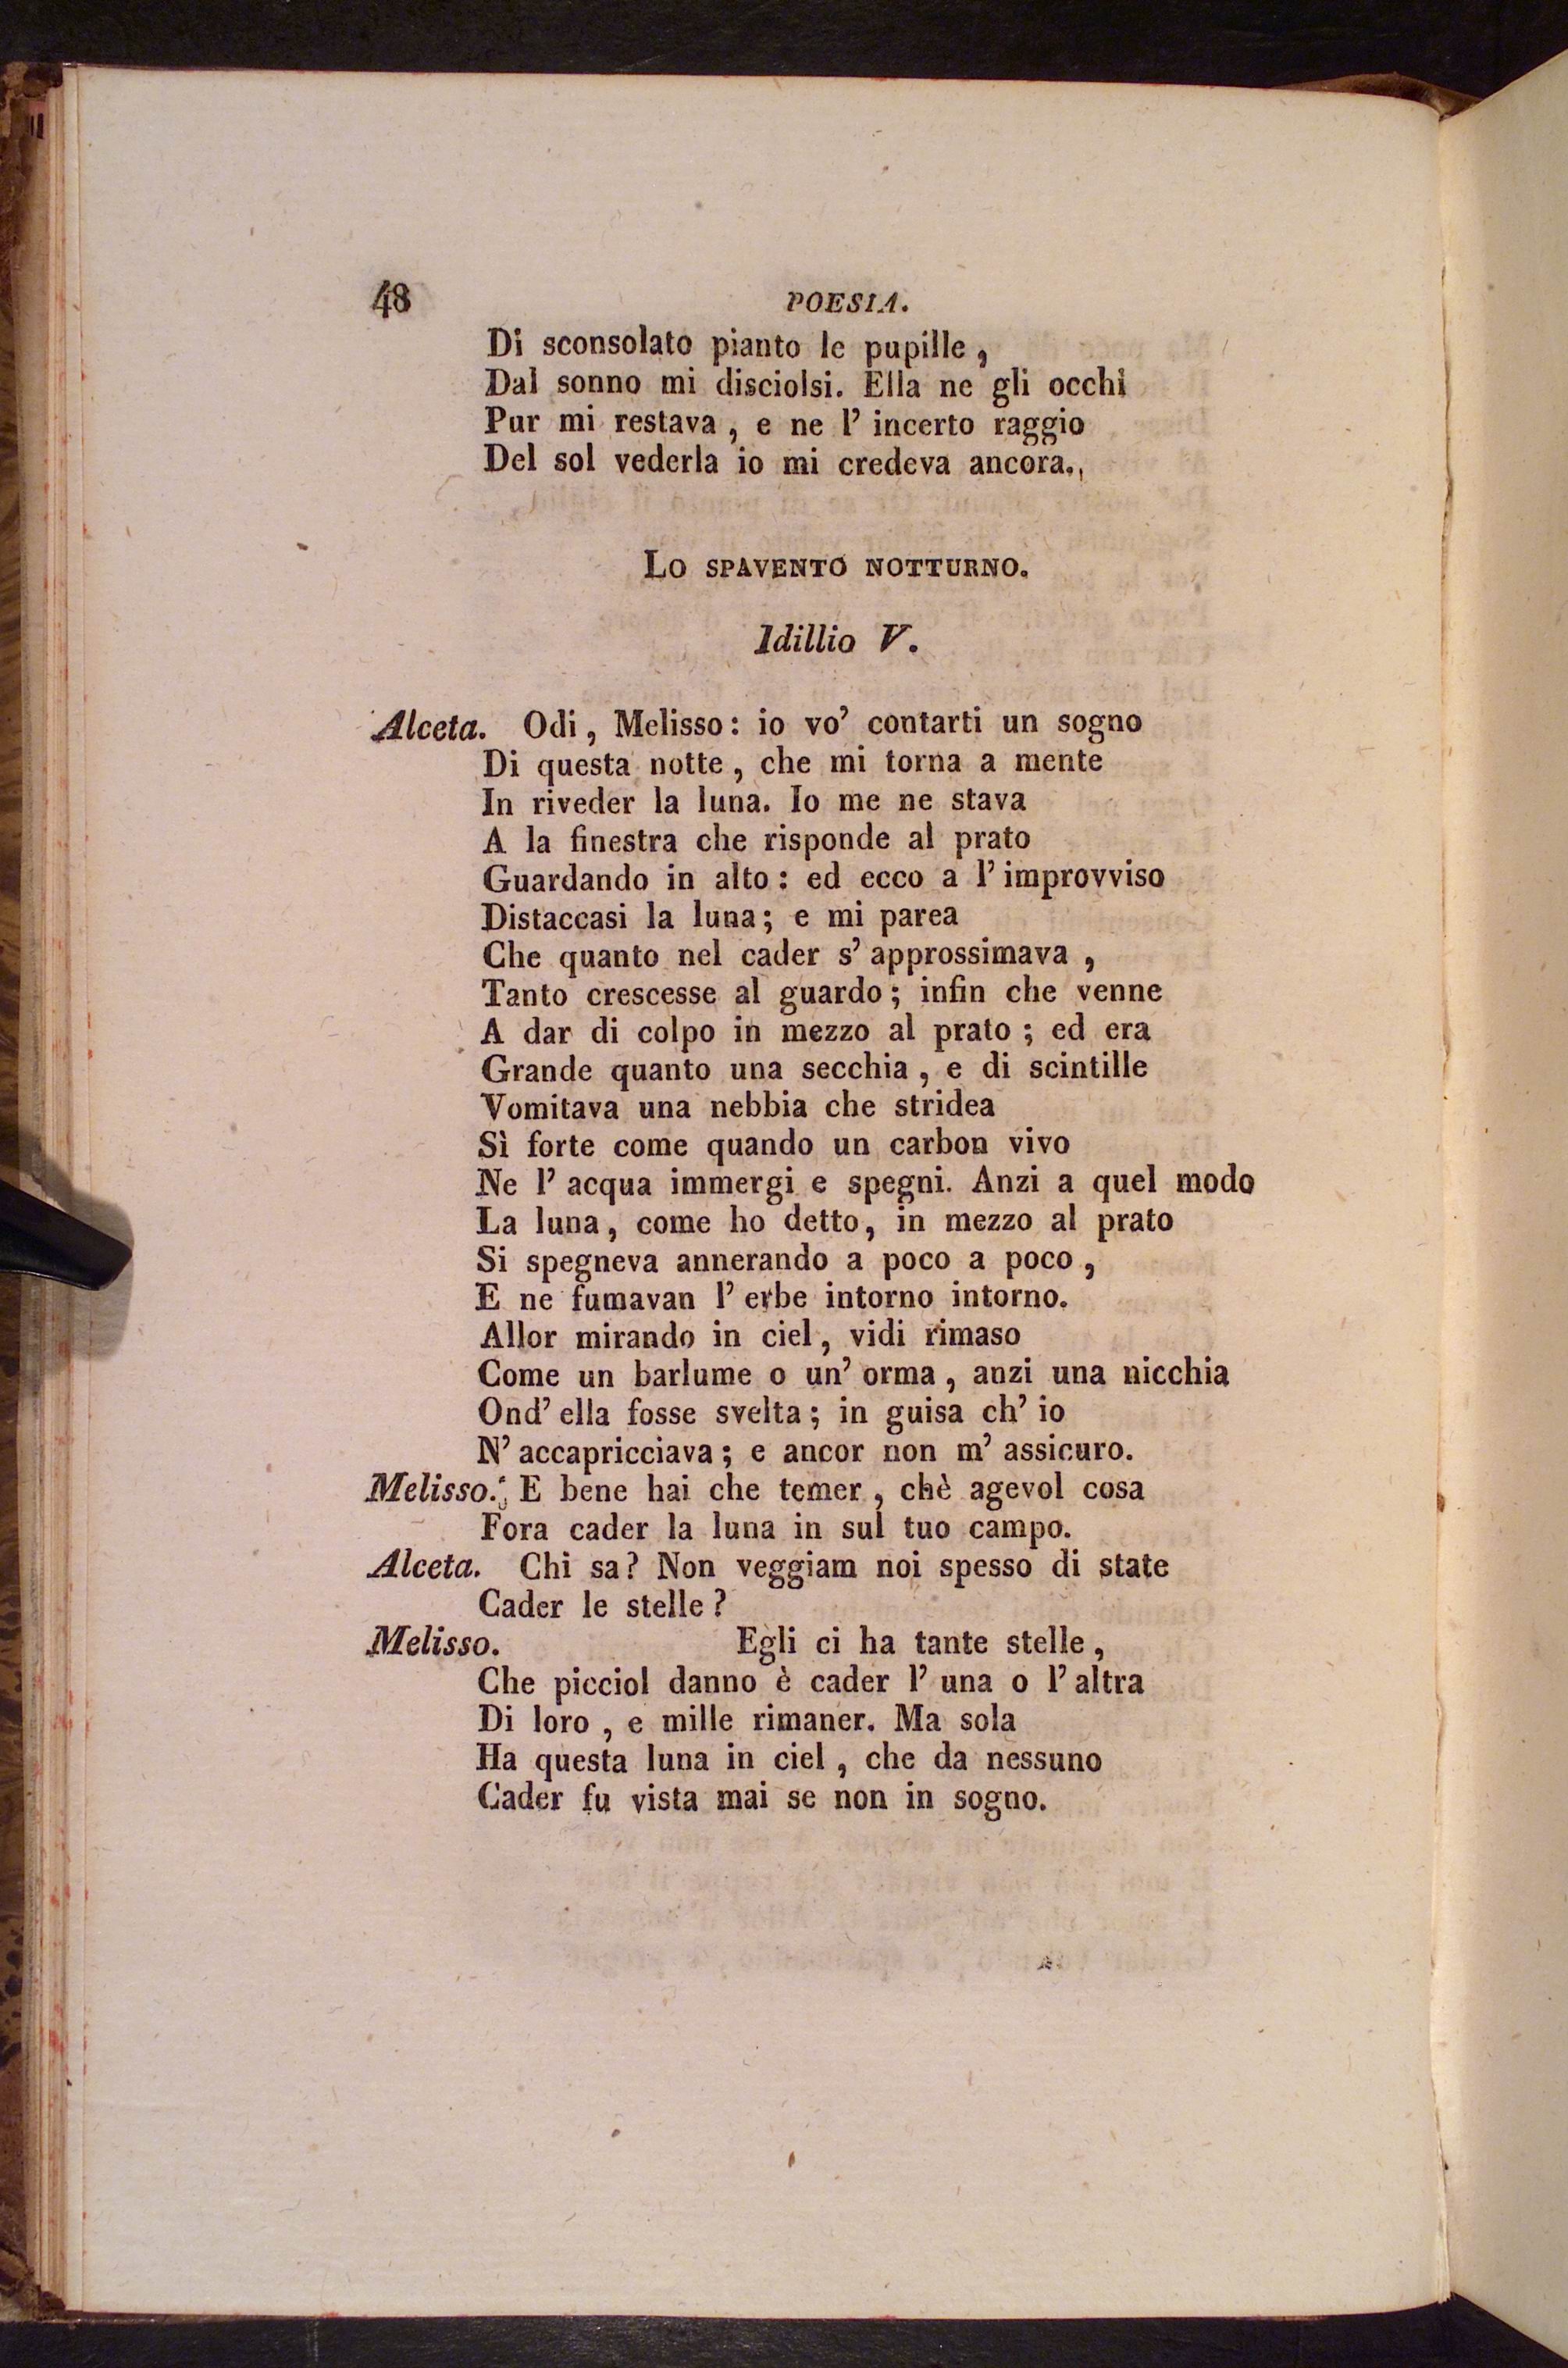 48 POESIA.
Di sconsolato pianto le pupille,
Dal sonno mi disciolsi. Ella ne gli occhi
Pur mi restava, e ne l' incerto raggio
Del sol vederla io mi credeva ancora.
LO SPAVENTO NOTTURNO.
Idillio V.
Alceta. Odi, Melisso: io vo' contarti un sogno
Di questa notte, che mi torna a mente
In riveder la luna. Io me ne stava
A la finestra che risponde al prato
Guardando in alto: ed ecco a l' improvviso
Distaccasi la luna; e mi parea
Che quanto nel cader s' approssimava,
Tanto crescesse al guardo; infin che venne
A dar di colpo in mezzo al prato; ed era
Grande quanto una secchia, e di scintille
Vomitava una nebbia che stridea
Sì forte come quando un carbon vivo
Ne l' acqua immergi e spegni. Anzi a quel modo
La luna, come ho detto, in mezzo al prato
Si spegneva annerando a poco a poco,
E ne fumavan l' erbe intorno intorno.
Allor mirando in ciel, vidi rimaso
Come un barlume o un' orma, anzi una nicchia
Ond' ella fosse svelta; in guisa ch' io
N' accapricciava; e ancor non m' assicuro.
Melisso. E bene hai che temer, chè agevol cosa
Fora cader la luna in sul tuo campo.
Alceta. Chi sa? Non veggiam noi spesso di state
Cader le stelle?
Melisso. Egli ci ha tante stelle,
Che picciol danno è cader l' una o l' altra
Di loro, e mille rimaner. Ma sola
Ha questa luna in ciel, che da nessuno
Cader fu vista mai se non in sogno.